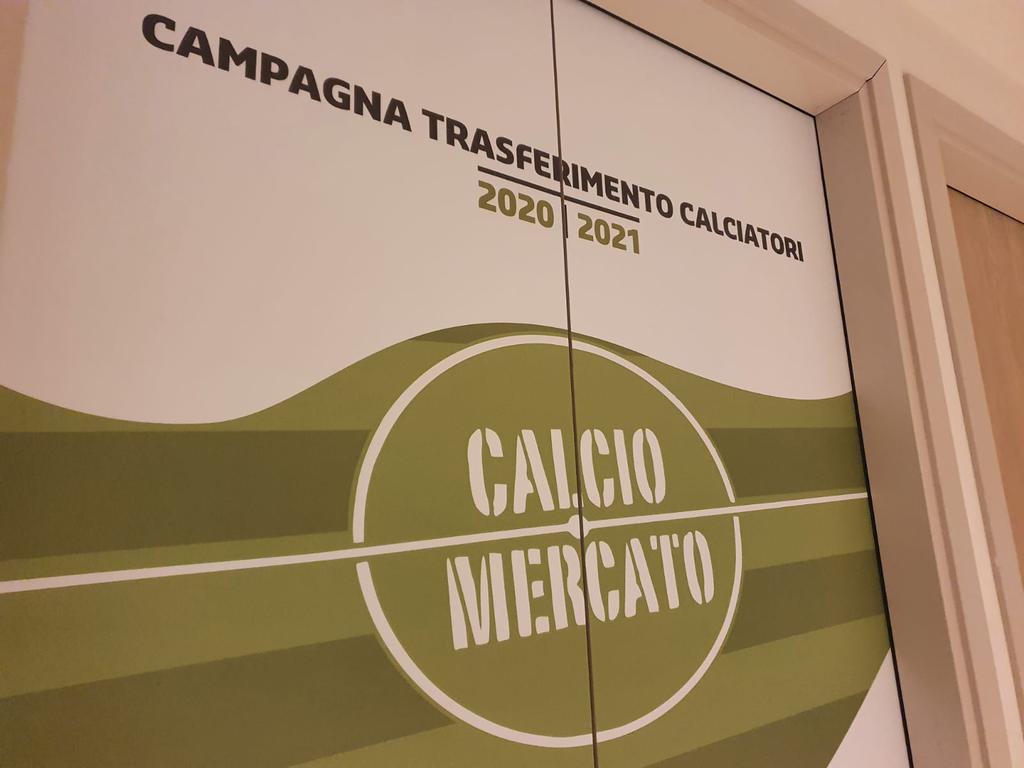 CAMPAGNA TRASFERIMENTO CALCIATORI
2020 | 2021
CALCIO
MERCATO